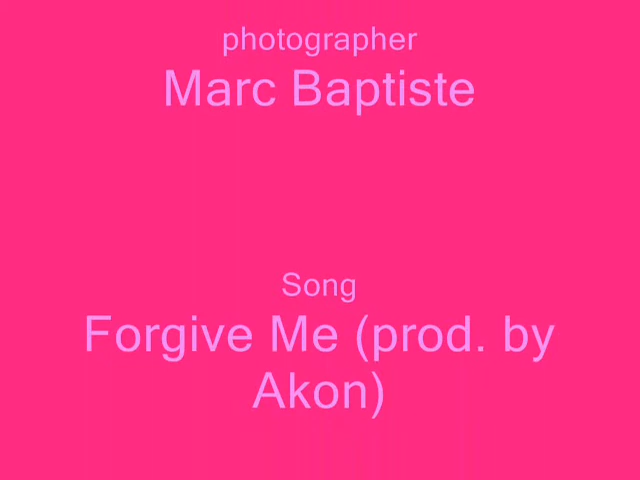 photographer
Marc Baptiste
Song
Forgive Me (prod. by
Akon)